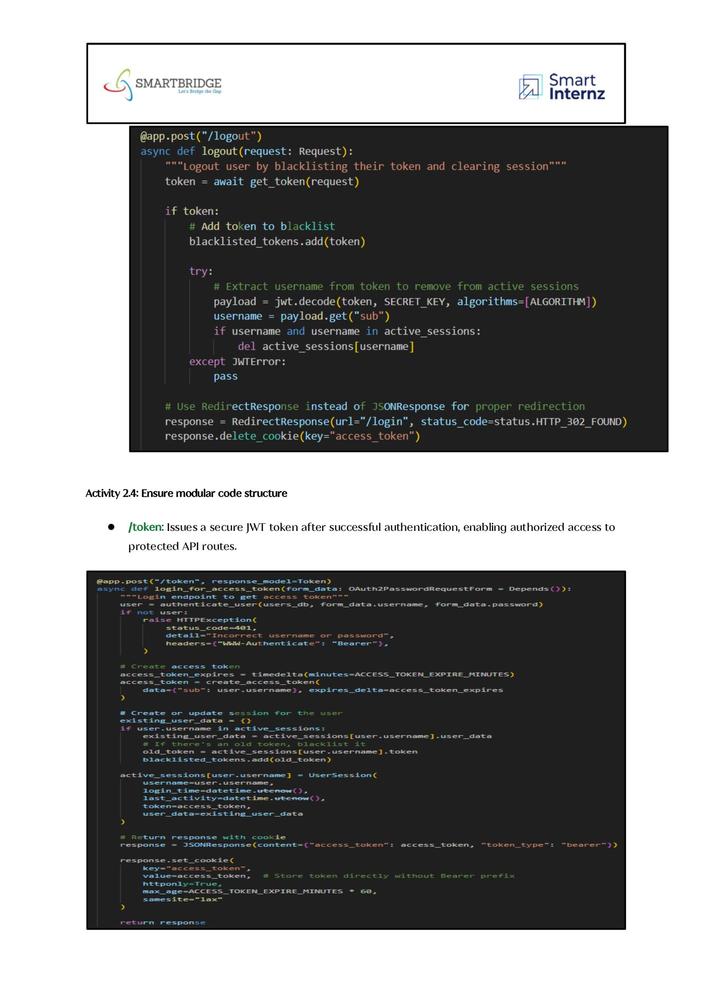 SMARTBRIDGE
Let's Bridge the Gap
Smart
Internz
@app.post("/logout")
async def logout(request: Request):
    """Logout user by blacklisting their token and clearing session"""
    token = await get_token(request)
    if token:
        # Add token to blacklist
        blacklisted_tokens.add(token)
        try:
            # Extract username from token to remove from active sessions
            payload = jwt.decode(token, SECRET_KEY, algorithms=[ALGORITHM])
            username = payload.get("sub")
            if username and username in active_sessions:
                del active_sessions[username]
        except JWTError:
            pass
    # Use RedirectResponse instead of JSONResponse for proper redirection
    response = RedirectResponse(url="/login", status_code=status.HTTP_302_FOUND)
    response.delete_cookie(key="access_token")
Activity 2.4: Ensure modular code structure
● /token: Issues a secure JWT token after successful authentication, enabling authorized access to
protected API routes.
@app.post("/token", response_model=Token)
async def login_for_access_token(form_data: OAuth2PasswordRequestForm = Depends()):
    """Login endpoint to get access token"""
    user = authenticate_user(users_db, form_data.username, form_data.password)
    if not user:
        raise HTTPException(
            status_code=401,
            detail="Incorrect username or password",
            headers={"WWW-Authenticate": "Bearer"},
        )
    # Create access token
    access_token_expires = timedelta(minutes=ACCESS_TOKEN_EXPIRE_MINUTES)
    access_token = create_access_token(
        data={"sub": user.username}, expires_delta=access_token_expires
    )
    # Create or update session for the user
    existing_user_data = {}
    if user.username in active_sessions:
        existing_user_data = active_sessions[user.username].user_data
        # If there's an old token, blacklist it
        old_token = active_sessions[user.username].token
        blacklisted_tokens.add(old_token)
    active_sessions[user.username] = UserSession(
        username=user.username,
        login_time=datetime.utcnow(),
        last_activity=datetime.utcnow(),
        token=access_token,
        user_data=existing_user_data
    )
    # Return response with cookie
    response = JSONResponse(content={"access_token": access_token, "token_type": "bearer"})
    response.set_cookie(
        key="access_token",
        value=access_token,  # Store token directly without Bearer prefix
        httponly=True,
        max_age=ACCESS_TOKEN_EXPIRE_MINUTES * 60,
        samesite="lax"
    )
    return response